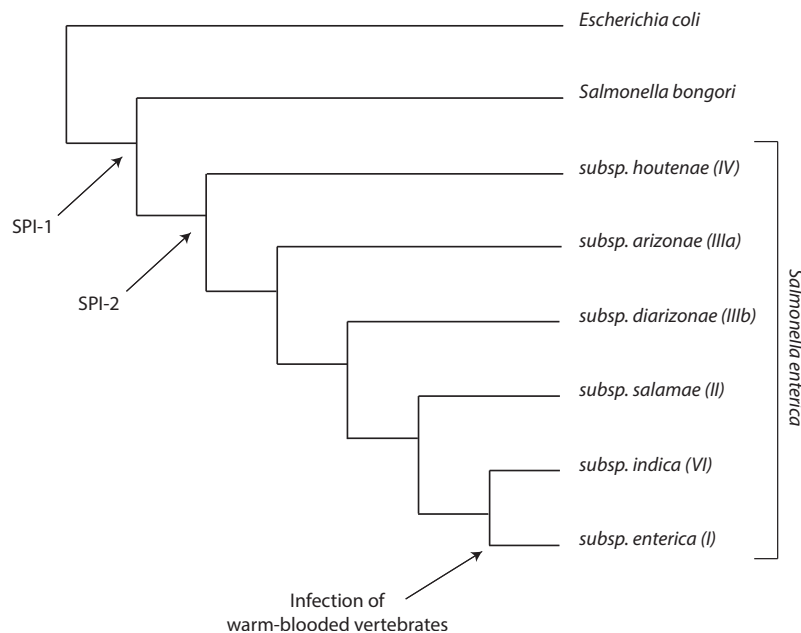 Escherichia coli
Salmonella bongori
subsp. houtenae (IV)
SPI-1
subsp. arizonae (IIIa)
SPI-2
subsp. diarizonae (IIIb)
Salmonella enterica
subsp. salamae (II)
subsp. indica (VI)
subsp. enterica (I)
Infection of
warm-blooded vertebrates